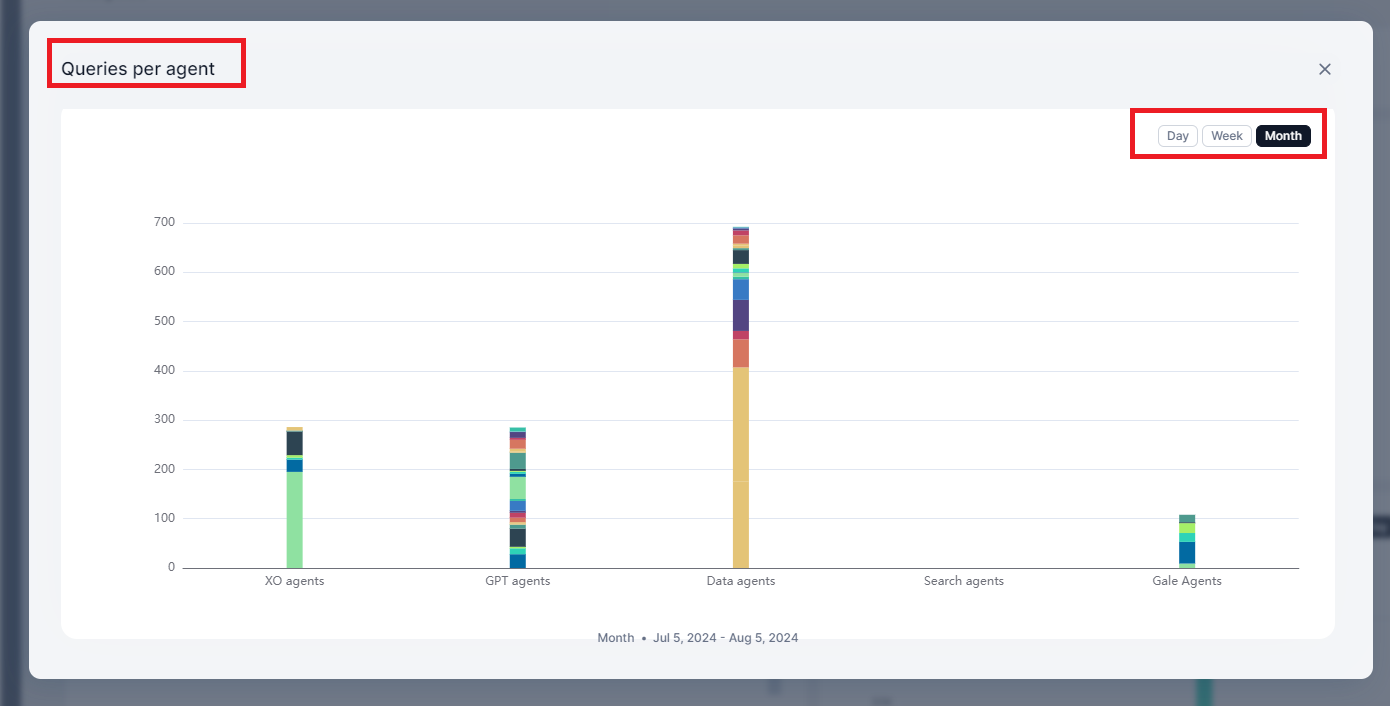 Queries per agent
Day Week Month
700
600
500
400
300
200
100
0
XO agents GPT agents Data agents Search agents Gale Agents
Month • Jul 5, 2024 - Aug 5, 2024